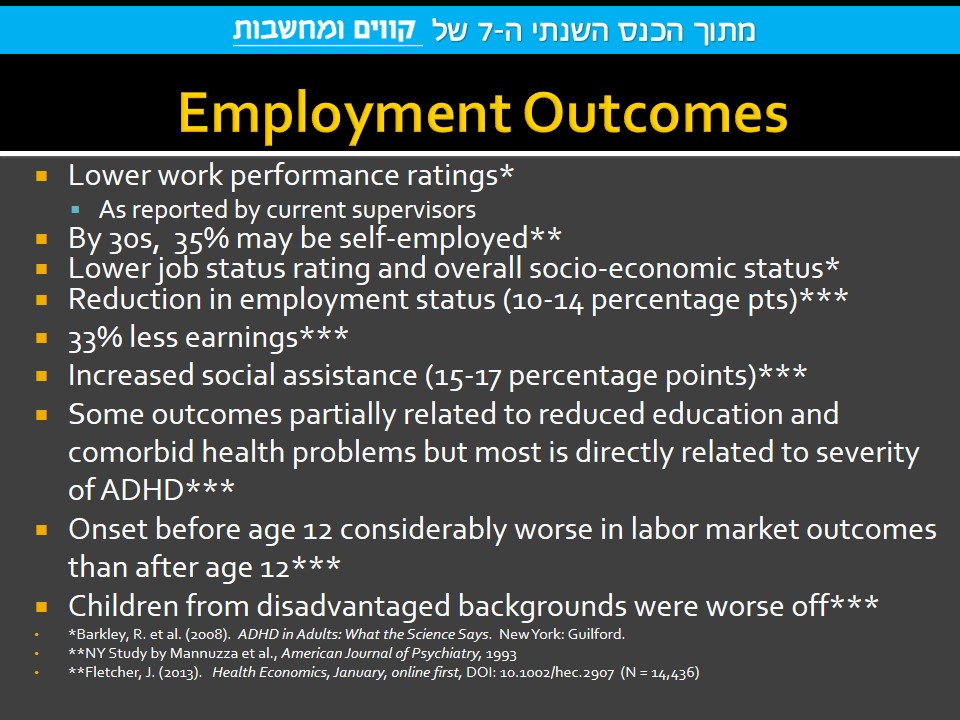 מתוך הכנס השנתי ה-7 של קווים ומחשבות
Employment Outcomes
Lower work performance ratings*
As reported by current supervisors
By 30s, 35% may be self-employed**
Lower job status rating and overall socio-economic status*
Reduction in employment status (10-14 percentage pts)***
33% less earnings***
Increased social assistance (15-17 percentage points)***
Some outcomes partially related to reduced education and
comorbid health problems but most is directly related to severity
of ADHD***
Onset before age 12 considerably worse in labor market outcomes
than after age 12***
Children from disadvantaged backgrounds were worse off***
*Barkley, R. et al. (2008). ADHD in Adults: What the Science Says. New York: Guilford.
**NY Study by Mannuzza et al., American Journal of Psychiatry, 1993
**Fletcher, J. (2013). Health Economics, January, online first, DOI: 10.1002/hec.2907 (N = 14,436)